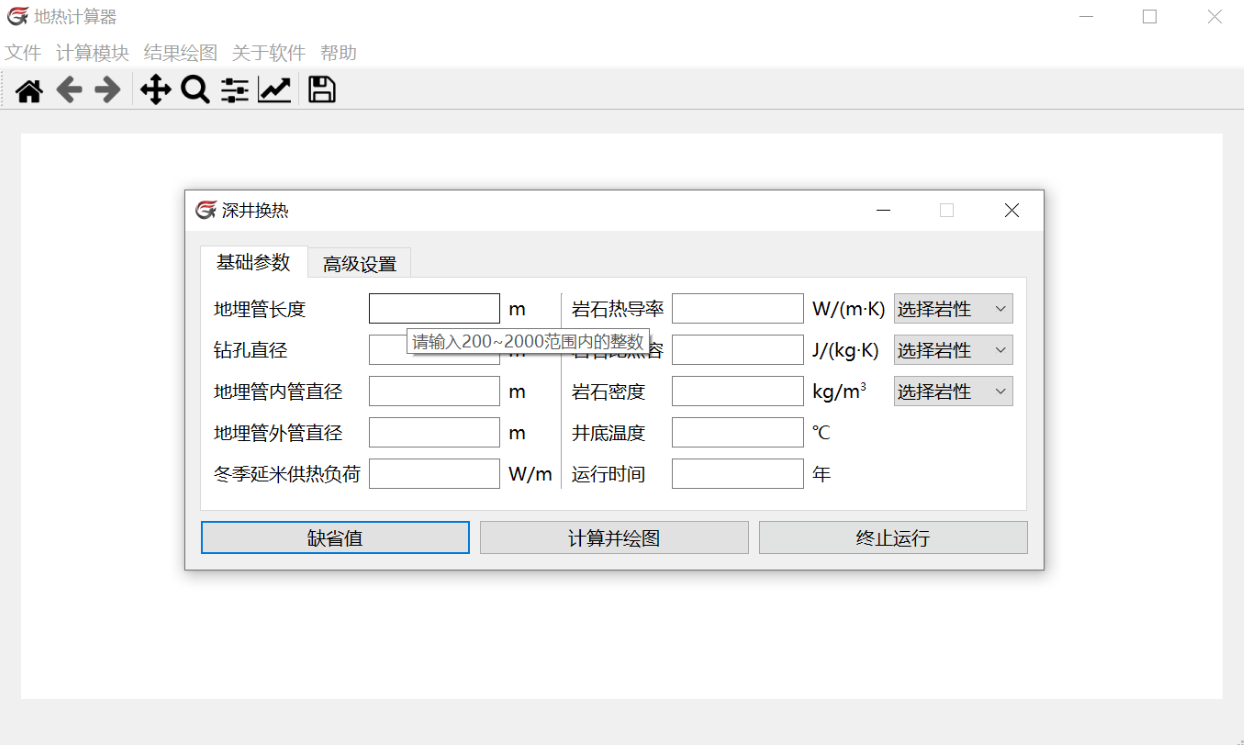 地热计算器
文件 计算模块 结果绘图 关于软件 帮助
深井换热
基础参数 高级设置
地埋管长度 m 岩石热导率 W/(m·K) 选择岩性
请输入200~2000范围内的整数
钻孔直径 J/(kg·K) 选择岩性
地埋管内管直径 m 岩石密度 kg/m³ 选择岩性
地埋管外管直径 m 井底温度 ℃
冬季延米供热负荷 W/m 运行时间 年
缺省值 计算并绘图 终止运行